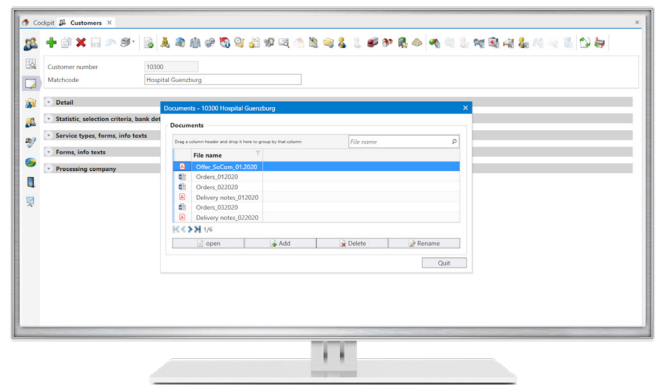 Cockpit Customers ×
×
Customer number 10300
Matchcode Hospital Guenzburg
Detail
Statistic, selection criteria, bank det
Service types, forms, info texts
Forms, info texts
Processing company
Documents - 10300 Hospital Guenzburg ×
Documents
Drag a column header and drop it here to group by that column
File name
File name
Offer_SoCom_01.2020
Orders_012020
Orders_022020
Delivery notes_012020
Orders_032020
Delivery notes_022020
1/6
open Add Delete Rename
Quit